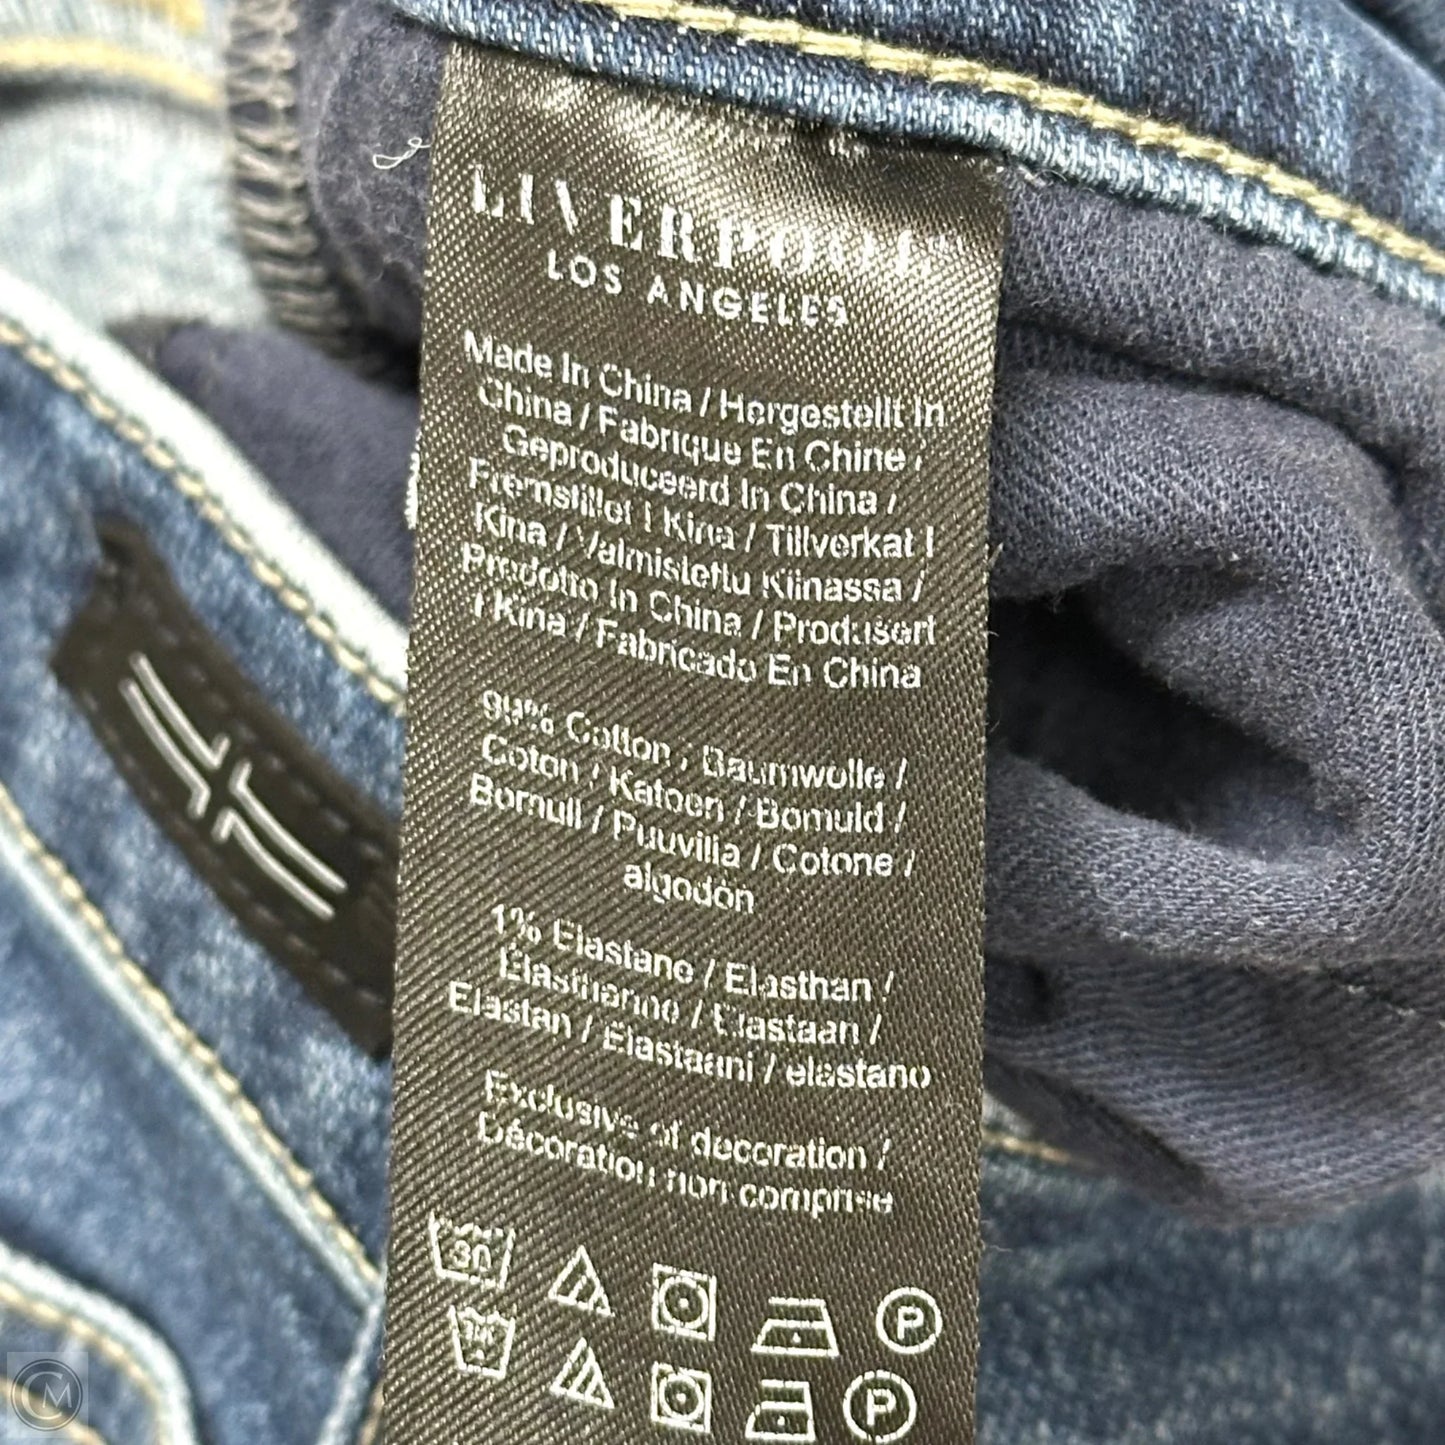 LIVERPOOL
LOS ANGELES
Made In China / Hergestellt In
China / Fabrique En Chine /
Geproduceerd In China /
Fremstillet I Kina / Tillverkat I
Kina / Valmistettu Kiinassa /
Prodotto In China / Produsert
I Kina / Fabricado En China
99% Cotton / Baumwolle /
Coton / Katoen / Bomuld /
Bomull / Puuvilla / Cotone /
algodón
1% Elastane / Elasthan /
Elasthanne / Elastaan /
Elastan / Elastaani / elastano
Exclusive of decoration /
Décoration non comprise
30
P
P
CM